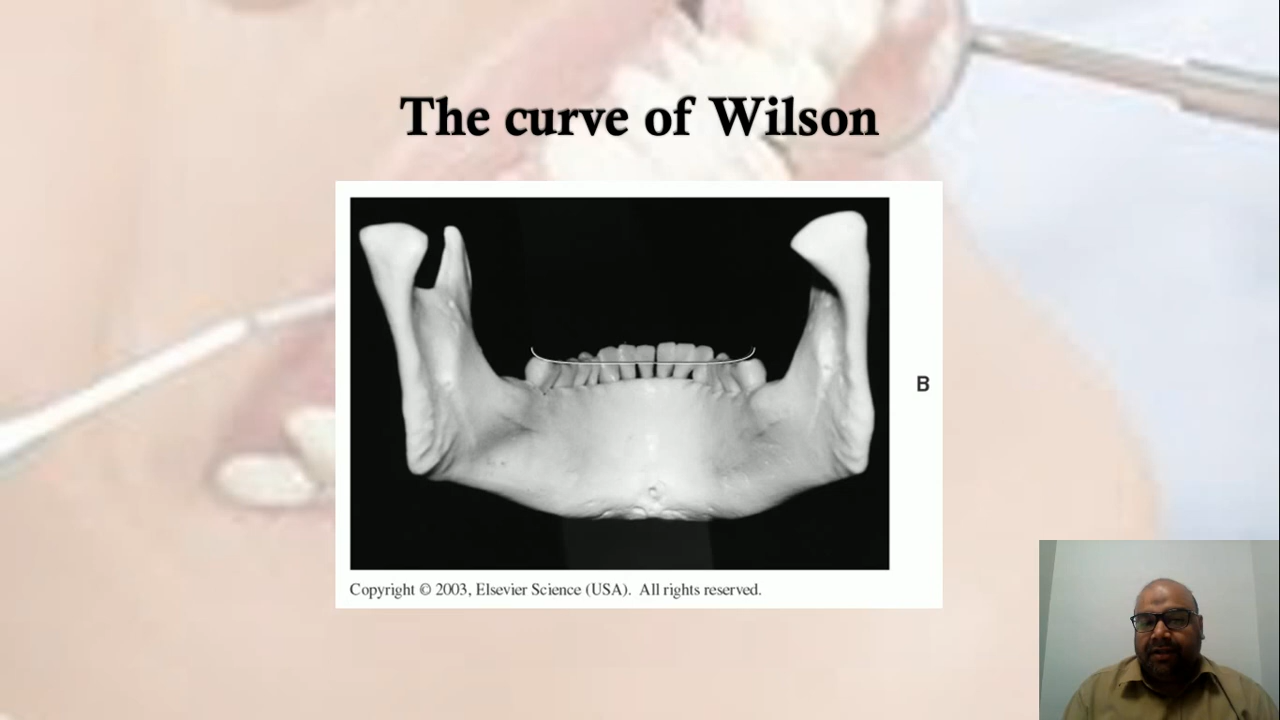 The curve of Wilson
B
Copyright © 2003, Elsevier Science (USA). All rights reserved.